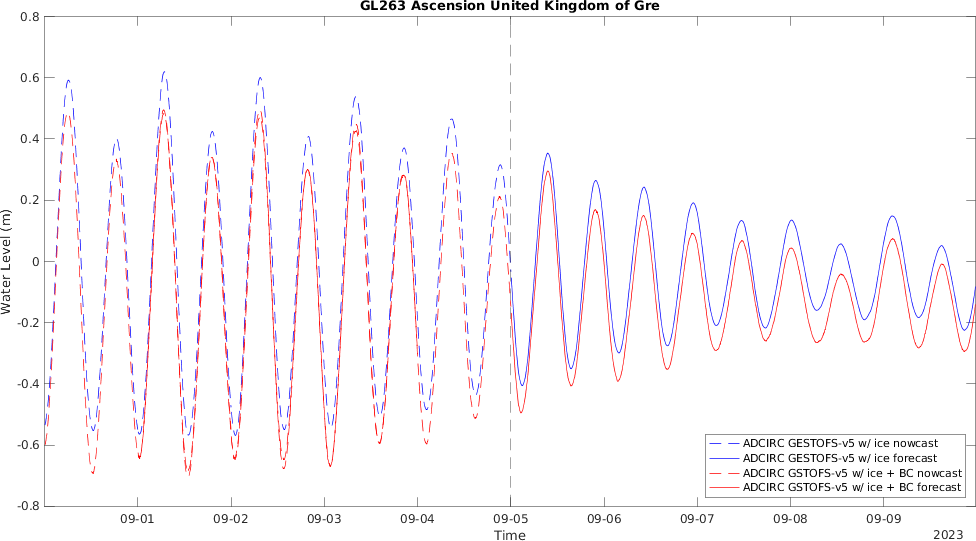 GL263 Ascension United Kingdom of Gre
0.8
0.6
0.4
0.2
0
-0.2
-0.4
-0.6
-0.8
Water Level (m)
09-01 09-02 09-03 09-04 09-05 09-06 09-07 09-08 09-09
Time
2023
ADCIRC GESTOFS-v5 w/ ice nowcast
ADCIRC GESTOFS-v5 w/ ice forecast
ADCIRC GSTOFS-v5 w/ ice + BC nowcast
ADCIRC GSTOFS-v5 w/ ice + BC forecast